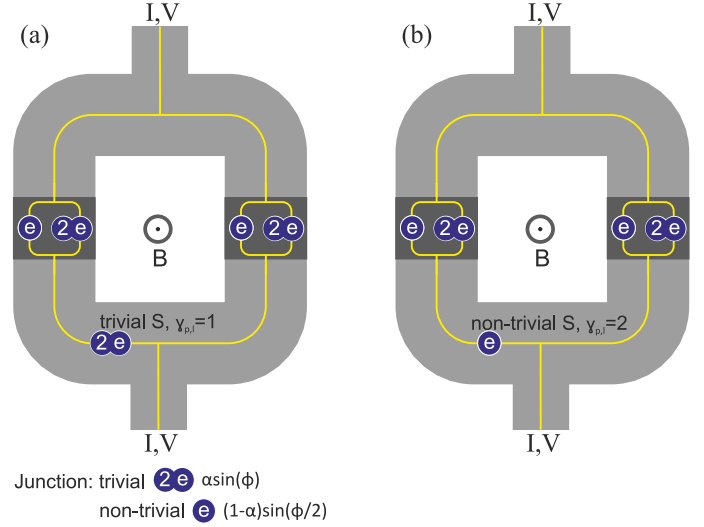 (a)
I,V
e 2 e
e 2 e
B
trivial S, γp,l=1
2 e
I,V
(b)
I,V
e 2 e
e 2 e
B
non-trivial S, γp,l=2
e
I,V
Junction: trivial 2 e αsin(ϕ)
non-trivial e (1-α)sin(ϕ/2)